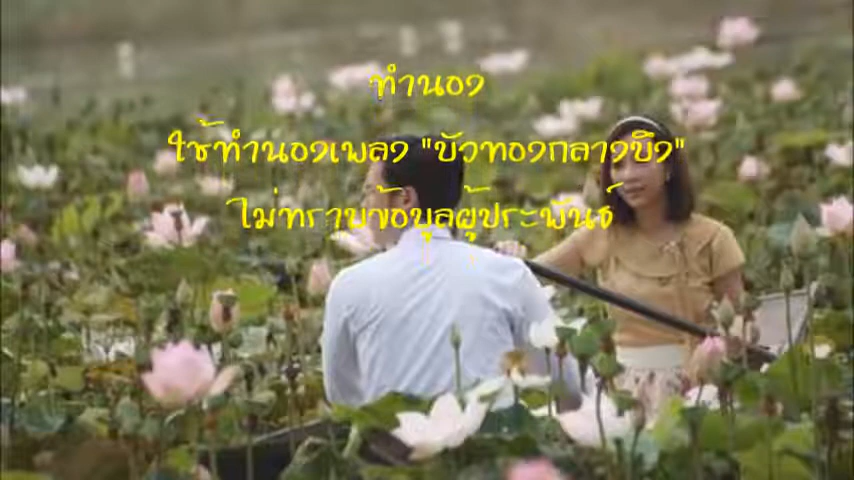 ทำนอง
ใช้ทำนองเพลง "บัวทองกลางบึง"
ไม่ทราบข้อมูลผู้ประพันธ์